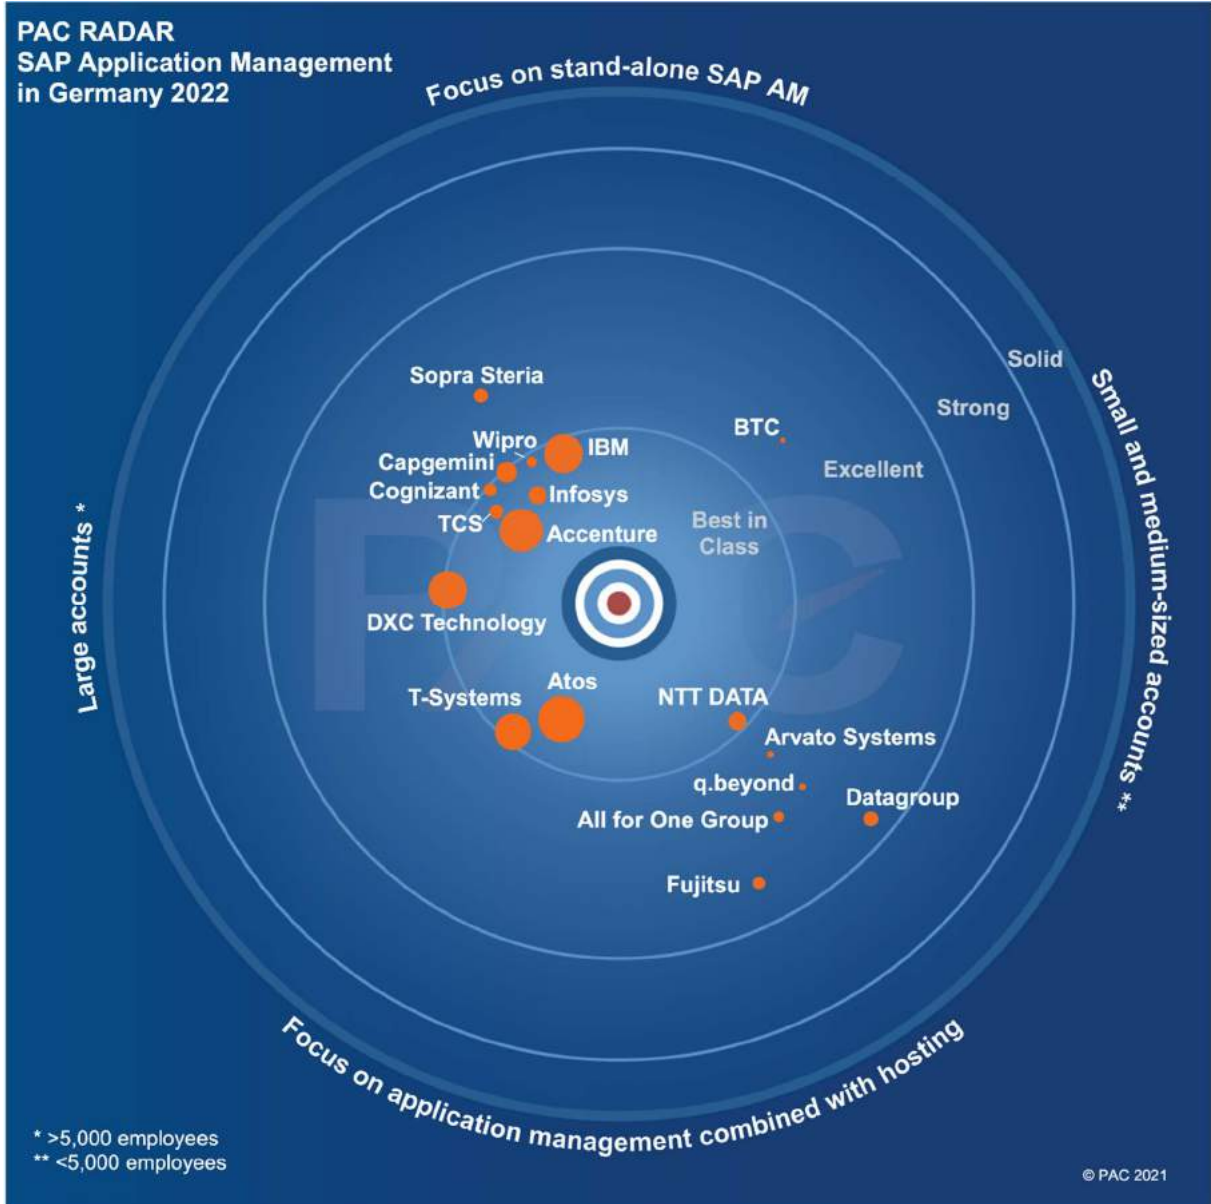 PAC RADAR
SAP Application Management
in Germany 2022
Focus on stand-alone SAP AM
Solid
Strong
Excellent
Best in
Class
Small and medium-sized accounts **
Large accounts *
Sopra Steria
BTC
Wipro
IBM
Capgemini
Cognizant
Infosys
TCS
Accenture
DXC Technology
Atos
T-Systems
NTT DATA
Arvato Systems
q.beyond
Datagroup
All for One Group
Fujitsu
Focus on application management combined with hosting
* >5,000 employees
** <5,000 employees
© PAC 2021
PAC